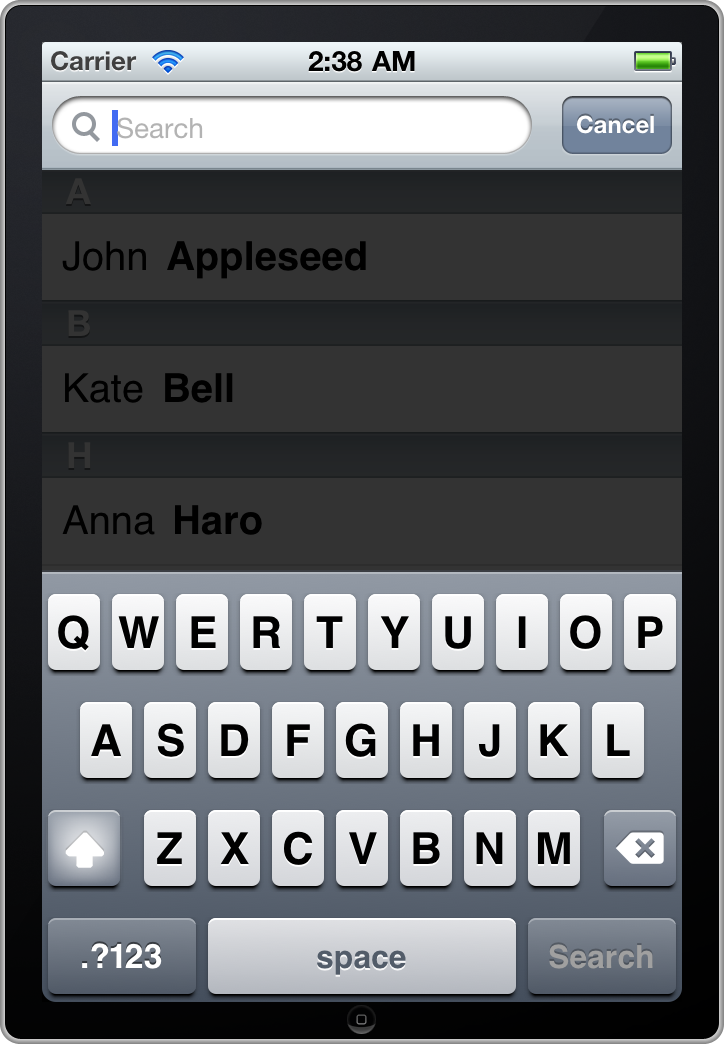 Carrier 2:38 AM
Search Cancel
A
John Appleseed
B
Kate Bell
H
Anna Haro
Q W E R T Y U I O P
A S D F G H J K L
Z X C V B N M
.?123 space Search